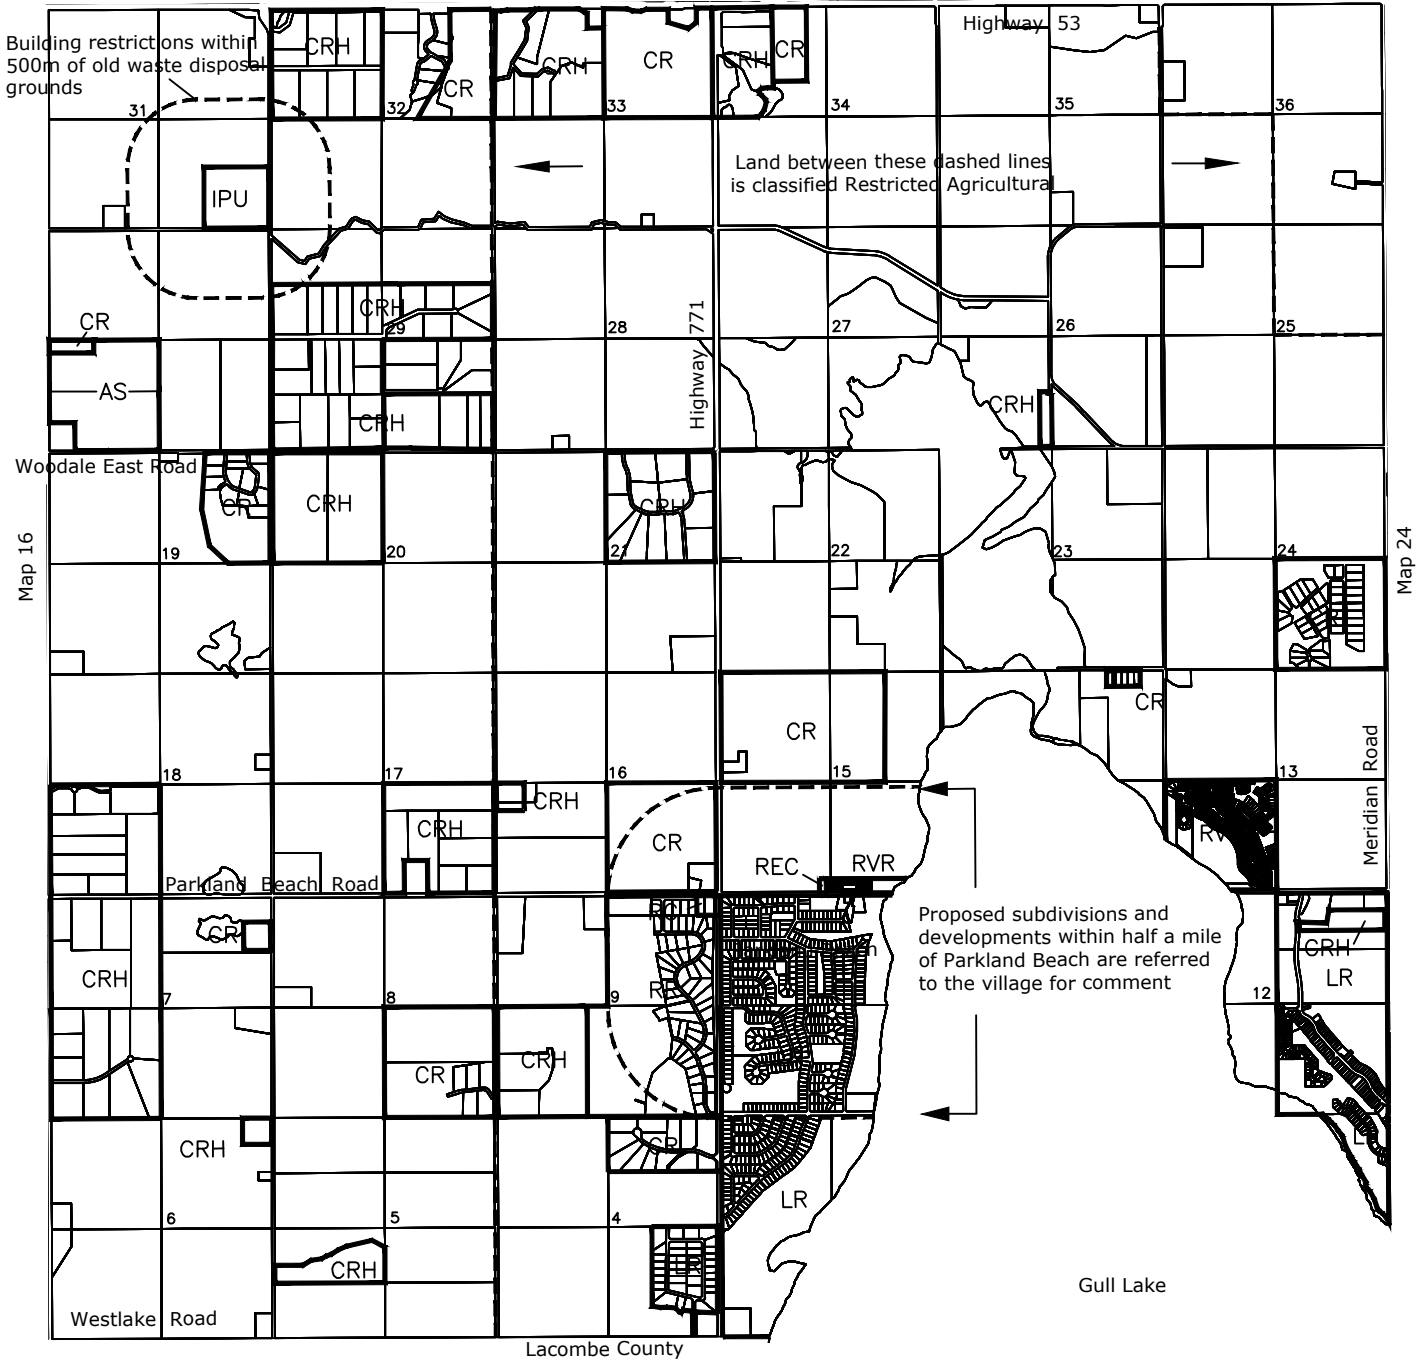 Highway 53
Building restrictions within
500m of old waste disposal
grounds
CRH
CR
CRH
CR
CRH
CR
31
32
33
34
35
36
Land between these dashed lines
is classified Restricted Agricultural
IPU
CR
CRH
29
28
Highway 771
27
26
25
AS
CRH
CRH
Woodale East Road
CR
CRH
CRH
Map 16
19
20
21
22
23
24
Map 24
CR
CR
18
17
16
15
13
Meridian Road
CRH
CRH
CR
REC
RVR
RV
Parkland Beach Road
CR
CRH
7
8
9
Proposed subdivisions and
developments within half a mile
of Parkland Beach are referred
to the village for comment
CRH
LR
12
CR
CRH
CRH
CR
LR
6
5
4
CRH
LR
Gull Lake
Westlake Road
Lacombe County